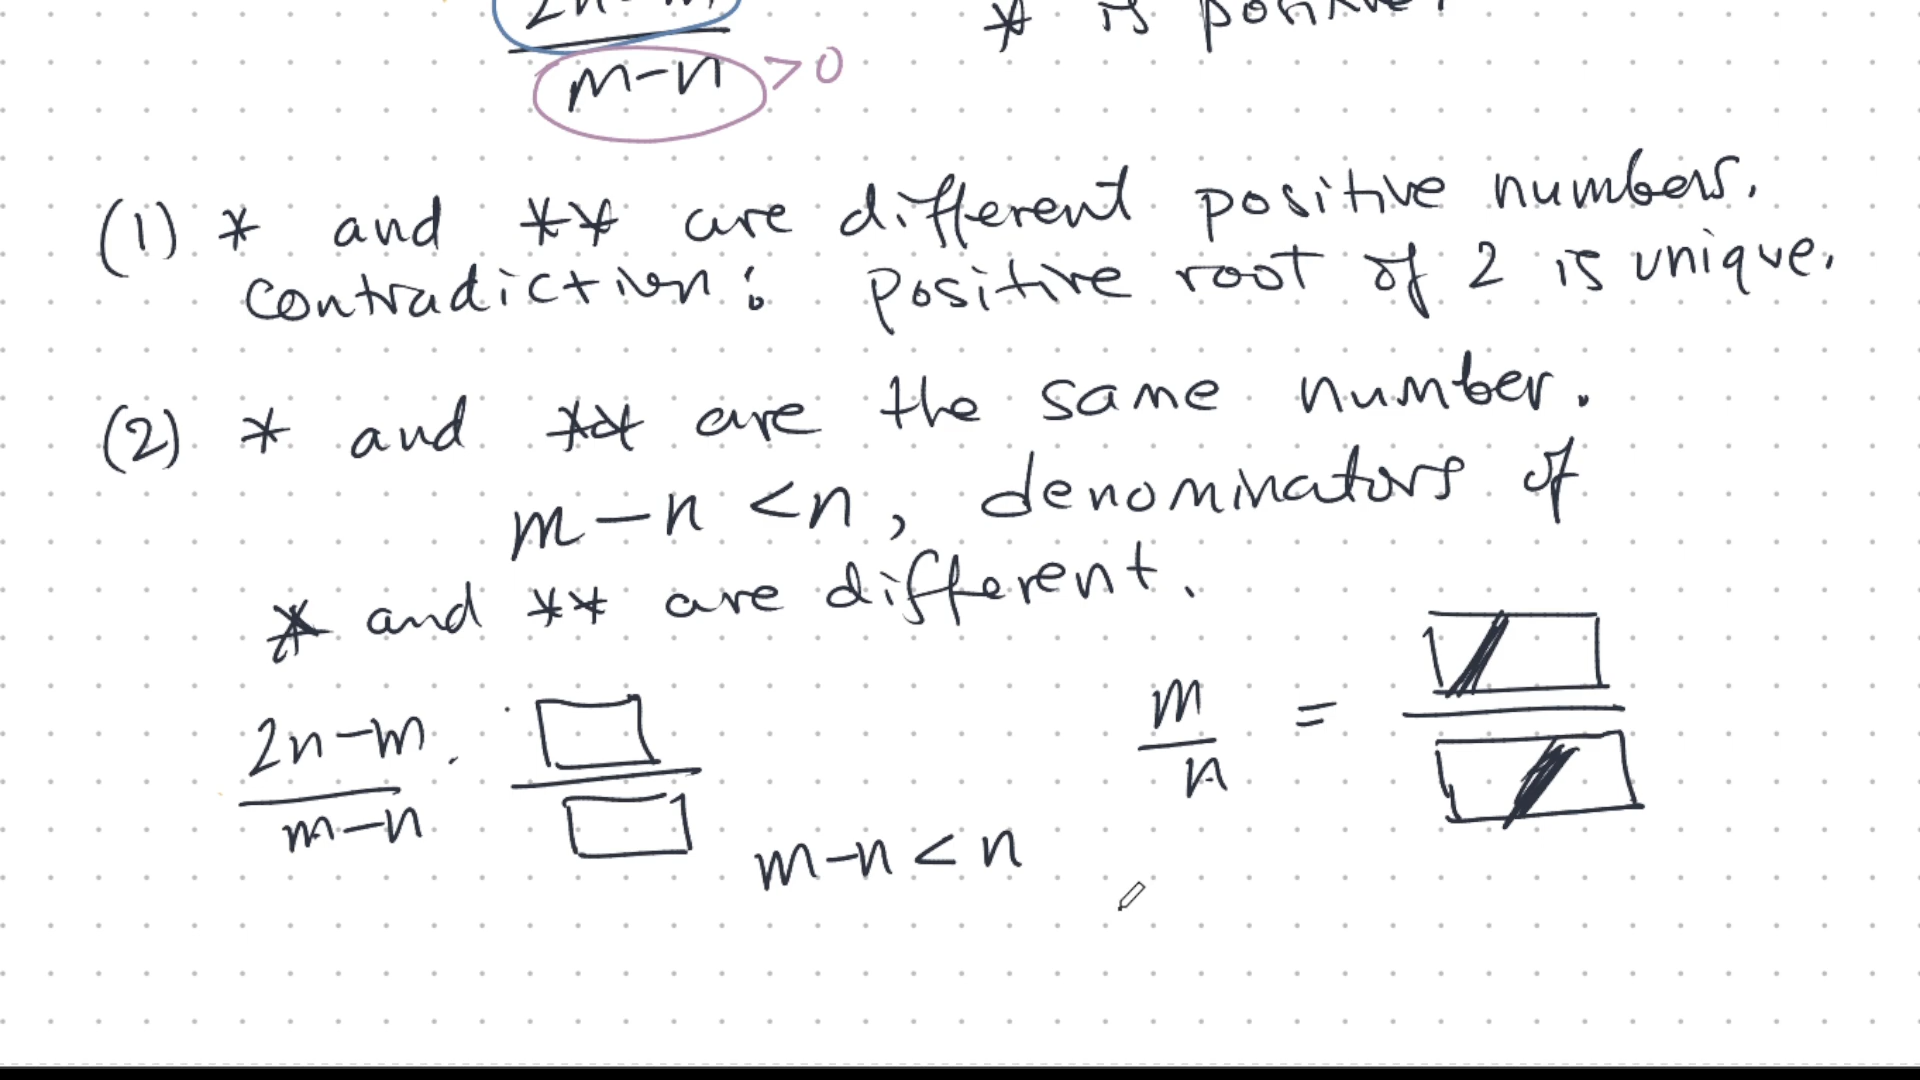 2n-m
* is positive.
m-n >0
(1) * and ** are different positive numbers.
contradiction: positive root of 2 is unique.
(2) * and ** are the same number.
m-n <n, denominators of
* and ** are different.
2n-m
m-n
m-n < n
m
n
=